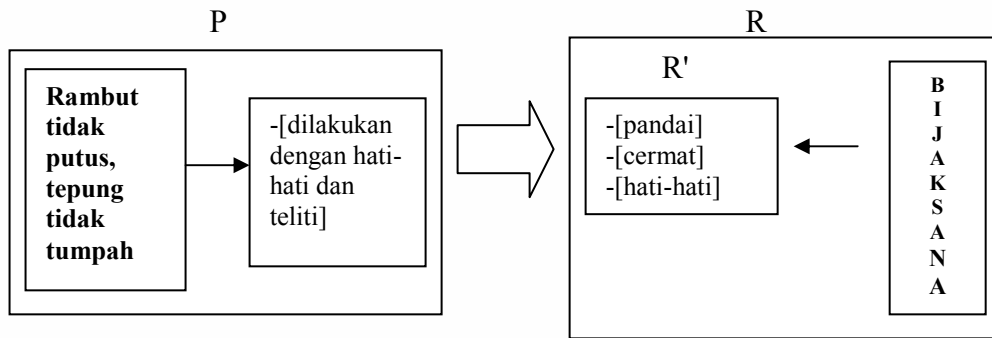 P
Rambut
tidak
putus,
tepung
tidak
tumpah
-[dilakukan
dengan hati-
hati dan
teliti]
R
R'
-[pandai]
-[cermat]
-[hati-hati]
B
I
J
A
K
S
A
N
A